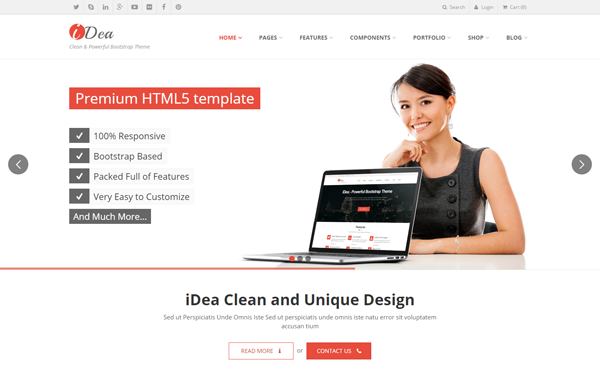 Search Login Cart (0)
iDea
Clean & Powerful Bootstrap Theme
HOME PAGES FEATURES COMPONENTS PORTFOLIO SHOP BLOG
Premium HTML5 template
100% Responsive
Bootstrap Based
Packed Full of Features
Very Easy to Customize
And Much More...
iDea - Powerful Bootstrap Theme
iDea Clean and Unique Design
Sed ut Perspiciatis Unde Omnis Iste Sed ut perspiciatis unde omnis iste natu error sit voluptatem
accusan tium
READ MORE or CONTACT US